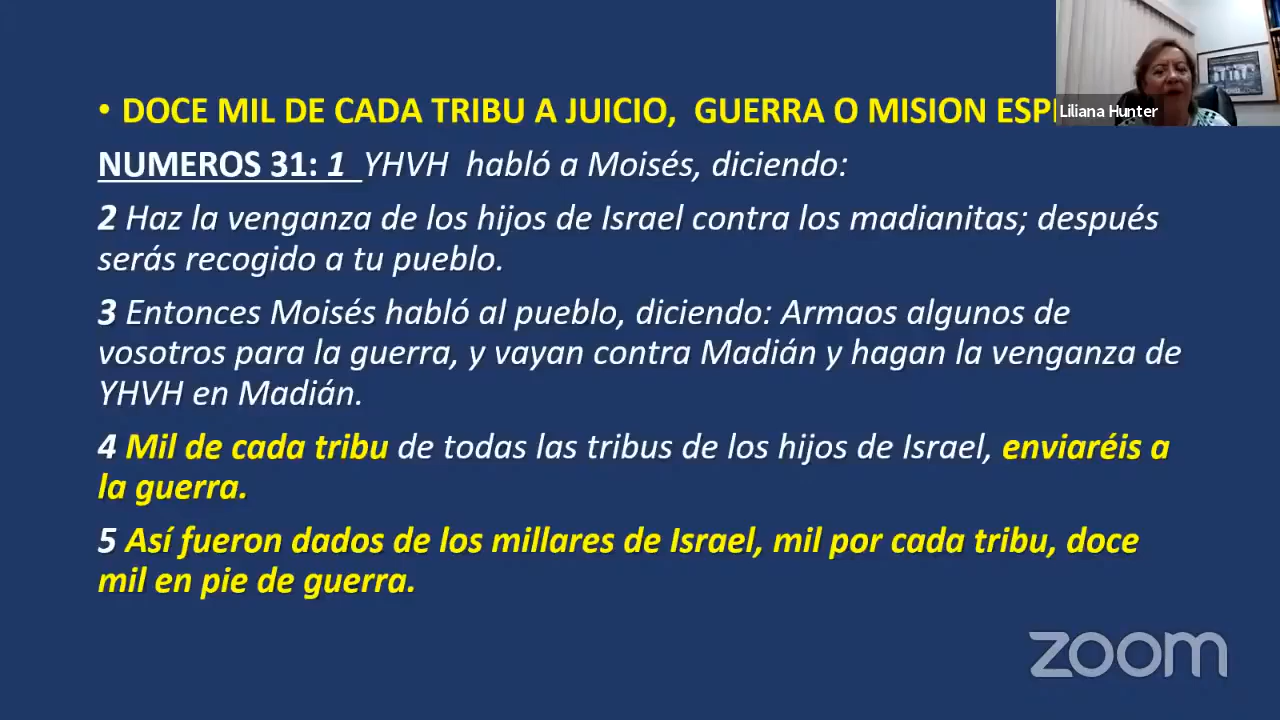 • DOCE MIL DE CADA TRIBU A JUICIO, GUERRA O MISION
Liliana Hunter
NUMEROS 31: 1 YHVH habló a Moisés, diciendo:
2 Haz la venganza de los hijos de Israel contra los madianitas; después
serás recogido a tu pueblo.
3 Entonces Moisés habló al pueblo, diciendo: Armaos algunos de
vosotros para la guerra, y vayan contra Madián y hagan la venganza de
YHVH en Madián.
4 Mil de cada tribu de todas las tribus de los hijos de Israel, enviaréis a
la guerra.
5 Así fueron dados de los millares de Israel, mil por cada tribu, doce
mil en pie de guerra.
zoom